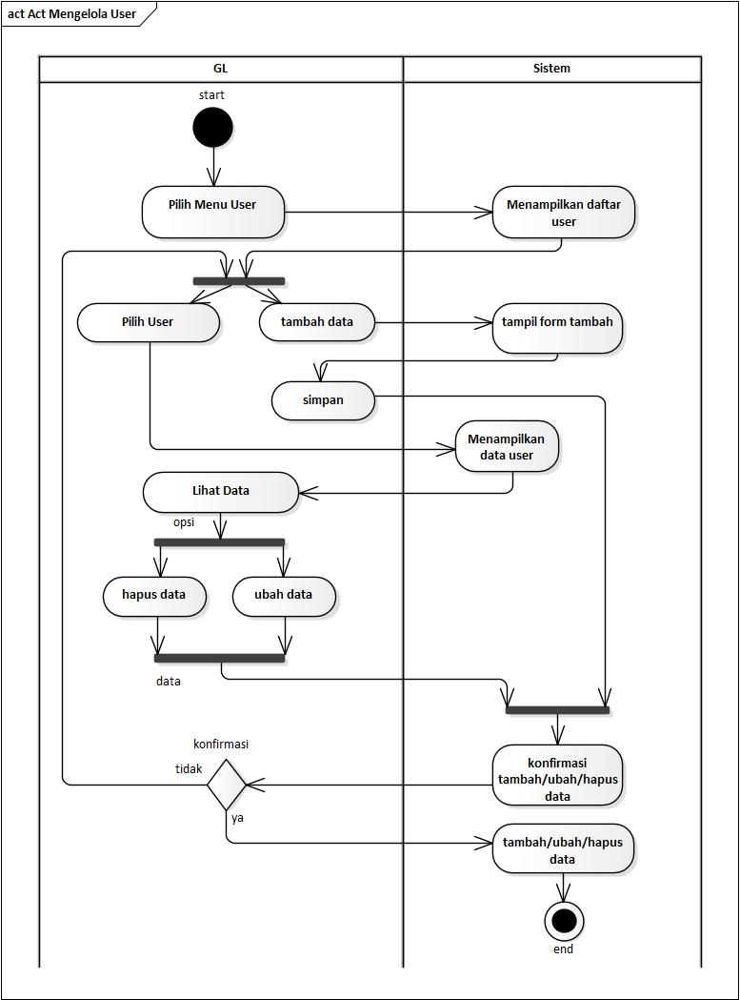 act Act Mengelola User
GL
Sistem
start
Pilih Menu User
Menampilkan daftar
user
Pilih User
tambah data
tampil form tambah
simpan
Menampilkan
data user
Lihat Data
opsi
hapus data
ubah data
data
konfirmasi
tidak
konfirmasi
tambah/ubah/hapus
data
ya
tambah/ubah/hapus
data
end